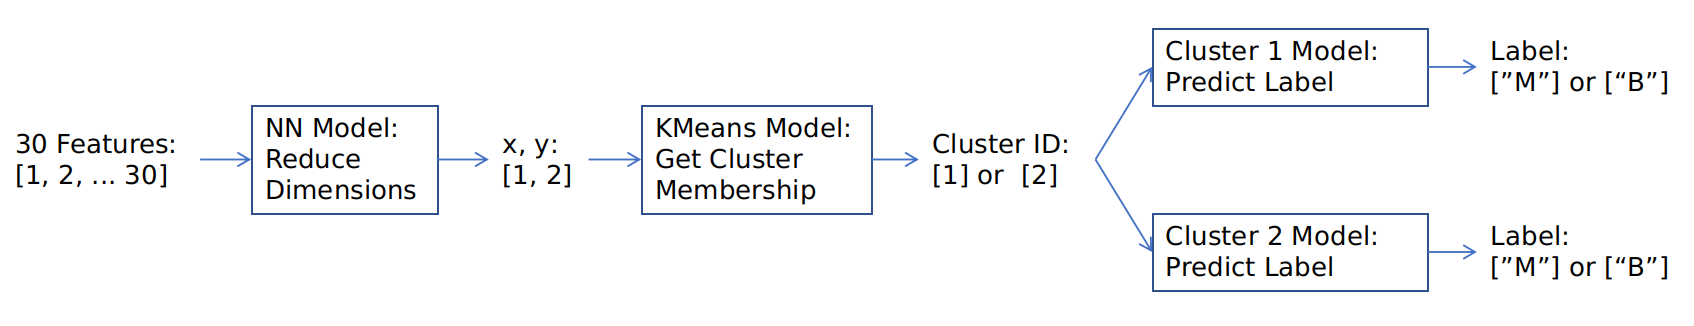 30 Features:
[1, 2, ... 30]
NN Model:
Reduce
Dimensions
x, y:
[1, 2]
KMeans Model:
Get Cluster
Membership
Cluster ID:
[1] or  [2]
Cluster 1 Model:
Predict Label
Label:
[”M”] or [“B”]
Cluster 2 Model:
Predict Label
Label:
[”M”] or [“B”]